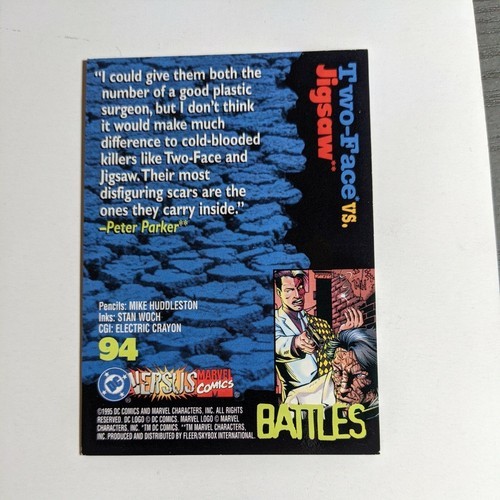 "I could give them both the
number of a good plastic
surgeon, but I don't think
it would make much
difference to cold-blooded
killers like Two-Face and
Jigsaw. Their most
disfiguring scars are the
ones they carry inside."
–Peter Parker**
Two-Face* vs.
Jigsaw**
Pencils: MIKE HUDDLESTON
Inks: STAN WOCH
CGI: ELECTRIC CRAYON
94
DC VERSUS MARVEL COMICS
BATTLES
©1995 DC COMICS AND MARVEL CHARACTERS, INC. ALL RIGHTS
RESERVED. DC LOGO © DC COMICS. MARVEL LOGO © MARVEL
CHARACTERS, INC. *TM DC COMICS. **TM MARVEL CHARACTERS,
INC. PRODUCED AND DISTRIBUTED BY FLEER/SKYBOX INTERNATIONAL.